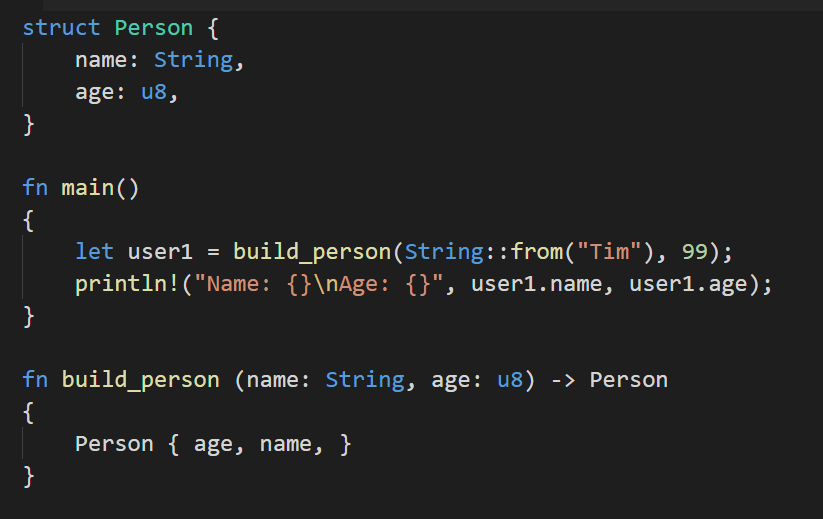 struct Person {
    name: String,
    age: u8,
}

fn main()
{
    let user1 = build_person(String::from("Tim"), 99);
    println!("Name: {}\nAge: {}", user1.name, user1.age);
}

fn build_person (name: String, age: u8) -> Person
{
    Person { age, name, }
}